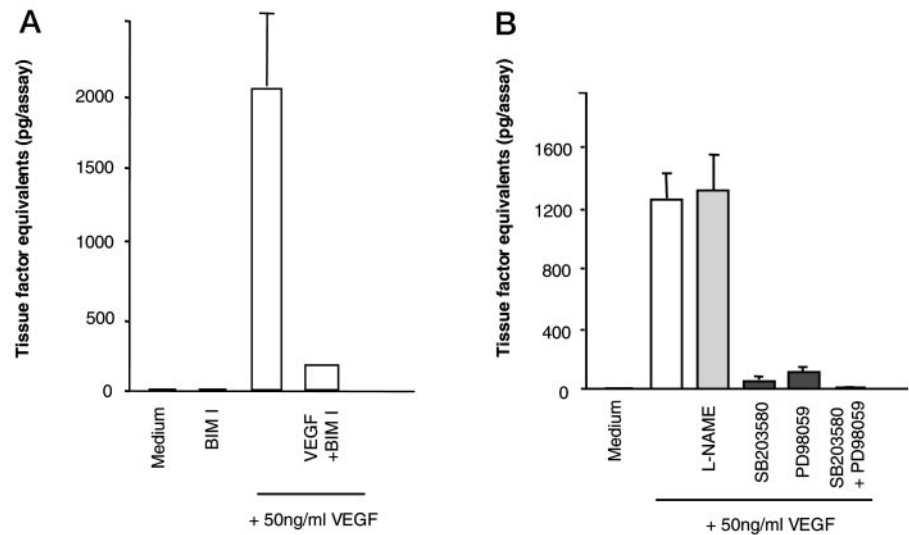 A
Tissue factor equivalents (pg/assay)
2000
1500
1000
500
0
Medium
BIM I
VEGF
+BIM I
+ 50ng/ml VEGF
B
Tissue factor equivalents (pg/assay)
1600
1200
800
400
0
Medium
L-NAME
SB203580
PD98059
SB203580
+ PD98059
+ 50ng/ml VEGF